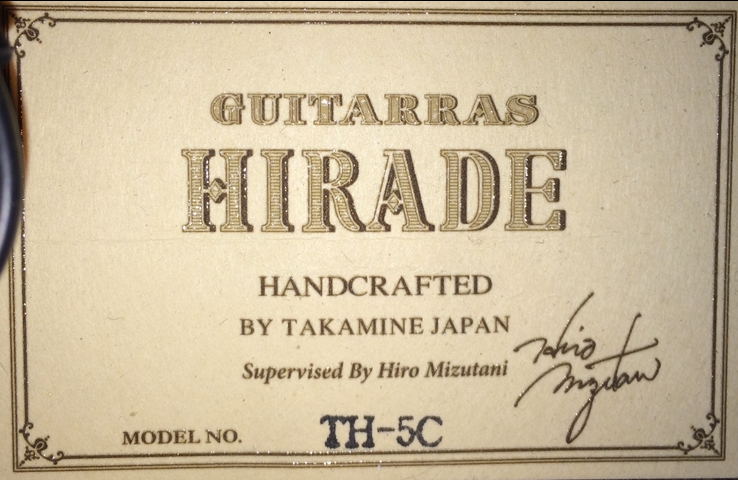 GUITARRAS
HIRADE
HANDCRAFTED
BY TAKAMINE JAPAN
Supervised By Hiro Mizutani
Hiro Mizutani
MODEL NO. TH-5C